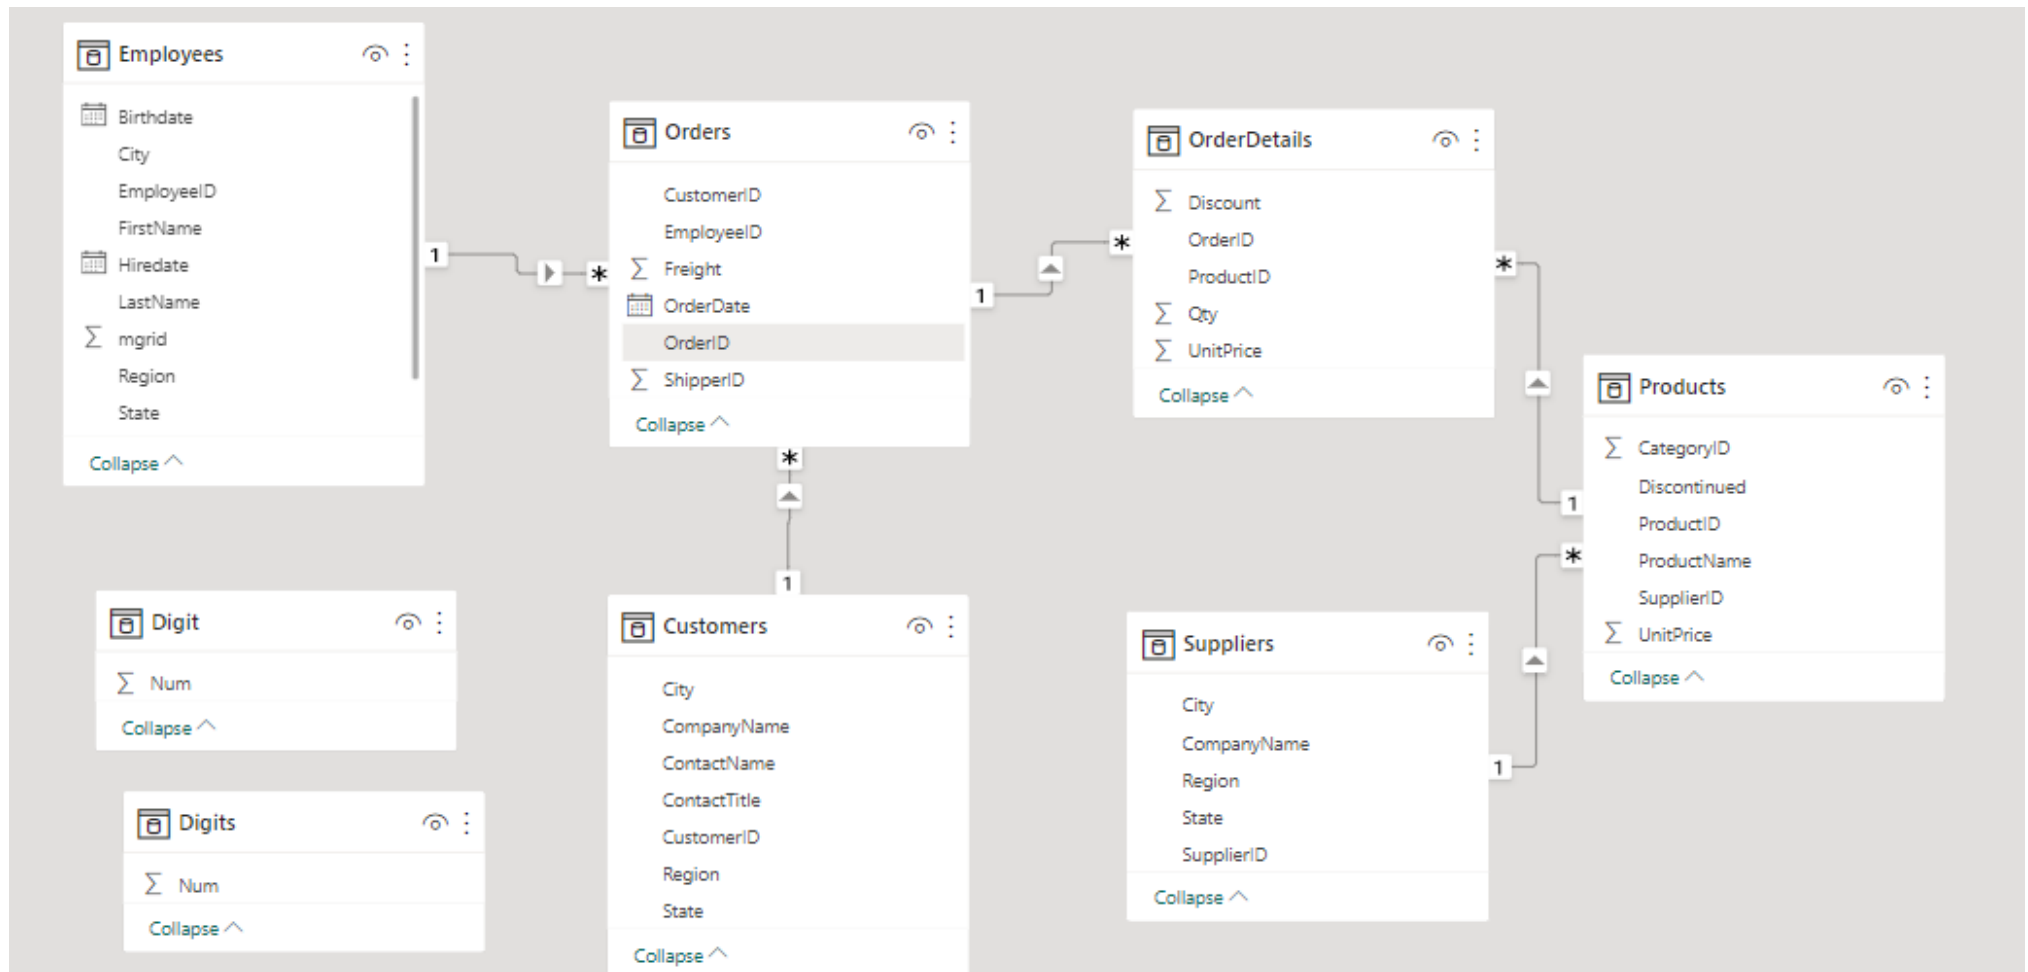 Employees
Birthdate
City
EmployeeID
FirstName
Hiredate
LastName
mgrid
Region
State
Collapse
1
*
Orders
CustomerID
EmployeeID
Freight
OrderDate
OrderID
ShipperID
Collapse
1
*
OrderDetails
Discount
OrderID
ProductID
Qty
UnitPrice
Collapse
*
1
Products
CategoryID
Discontinued
ProductID
ProductName
SupplierID
UnitPrice
Collapse
*
*
1
Digit
Num
Collapse
Digits
Num
Collapse
Customers
City
CompanyName
ContactName
ContactTitle
CustomerID
Region
State
Collapse
Suppliers
City
CompanyName
Region
State
SupplierID
Collapse
1